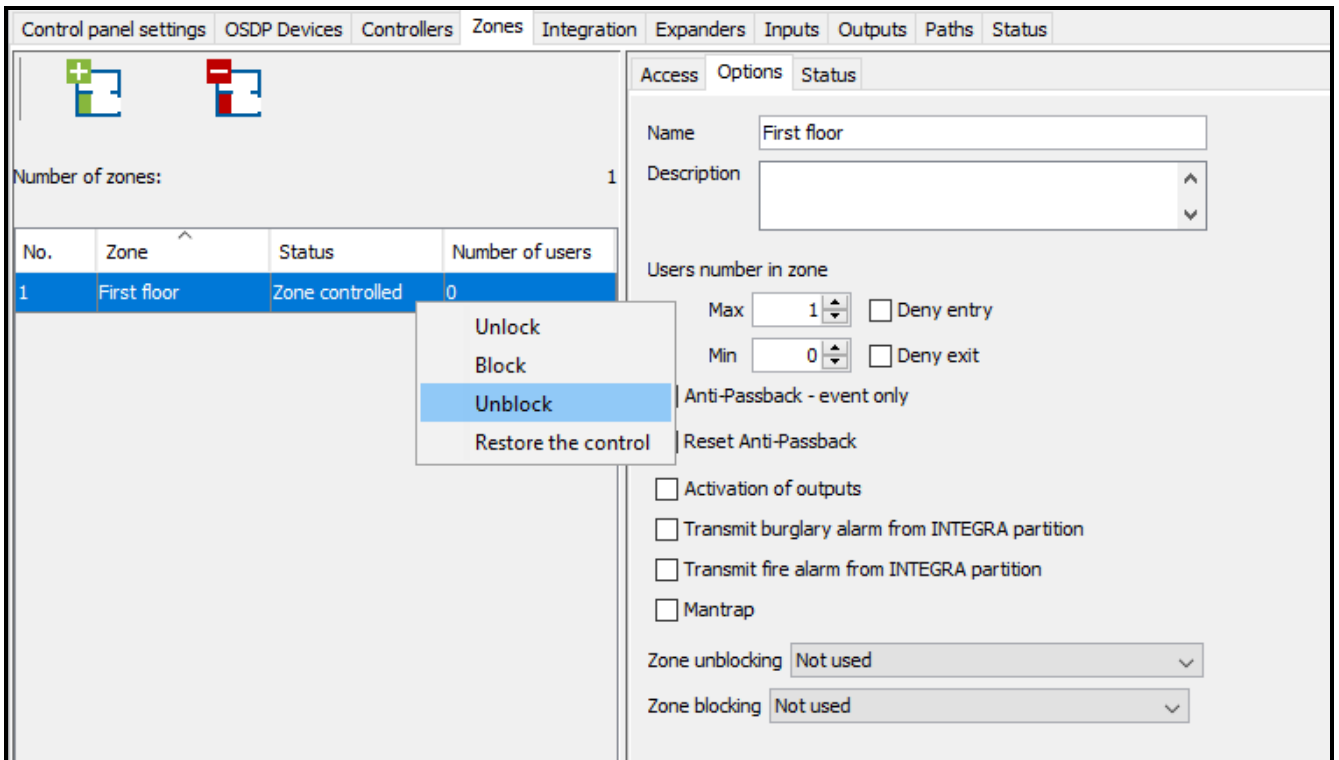 Control panel settings OSDP Devices Controllers Zones Integration Expanders Inputs Outputs Paths Status
Number of zones: 1
No. Zone Status Number of users
1 First floor Zone controlled 0
Unlock
Block
Unblock
Restore the control
Access Options Status
Name First floor
Description
Users number in zone
Max 1 Deny entry
Min 0 Deny exit
Anti-Passback - event only
Reset Anti-Passback
Activation of outputs
Transmit burglary alarm from INTEGRA partition
Transmit fire alarm from INTEGRA partition
Mantrap
Zone unblocking Not used
Zone blocking Not used